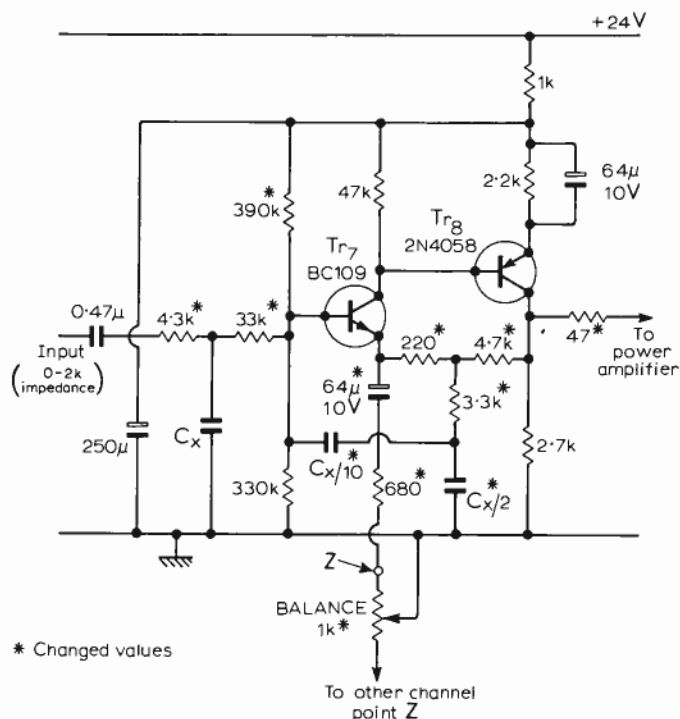 +24V
1k
*
390k
47k
2·2k
64μ
10V
Tr7
BC109
Tr8
2N4058
0·47μ
4·3k*
33k*
220*
4·7k*
47*
To
power
amplifier
Input
(0-2k
impedance)
*
64μ
10V
3·3k*
250μ
Cx
Cx/10*
2·7k
330k
680*
Cx/2*
Z
BALANCE
1k*
* Changed values
To other channel
point Z